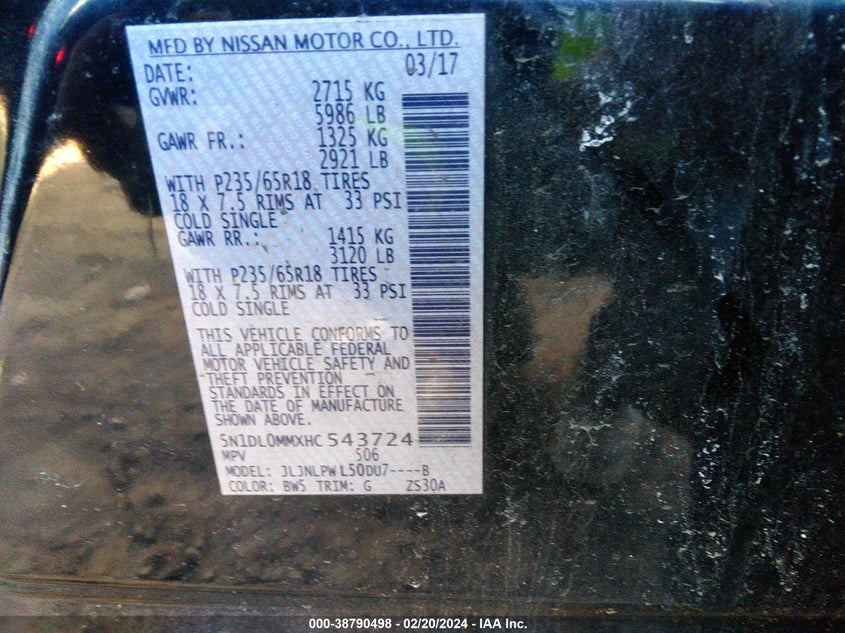 MFD BY NISSAN MOTOR CO., LTD.
DATE: 03/17
GVWR: 2715 KG
5986 LB
GAWR FR.: 1325 KG
2921 LB
WITH P235/65R18 TIRES
18 X 7.5 RIMS AT 33 PSI
COLD SINGLE
GAWR RR.: 1415 KG
3120 LB
WITH P235/65R18 TIRES
18 X 7.5 RIMS AT 33 PSI
COLD SINGLE
THIS VEHICLE CONFORMS TO
ALL APPLICABLE FEDERAL
MOTOR VEHICLE SAFETY AND
THEFT PREVENTION
STANDARDS IN EFFECT ON
THE DATE OF MANUFACTURE
SHOWN ABOVE.
5N1DL0MMXHC543724
MPV 506
MODEL: JLJNLPWL50DU7----B
COLOR: BW5 TRIM: G ZS30A
000-38790498 - 02/20/2024 - IAA Inc.